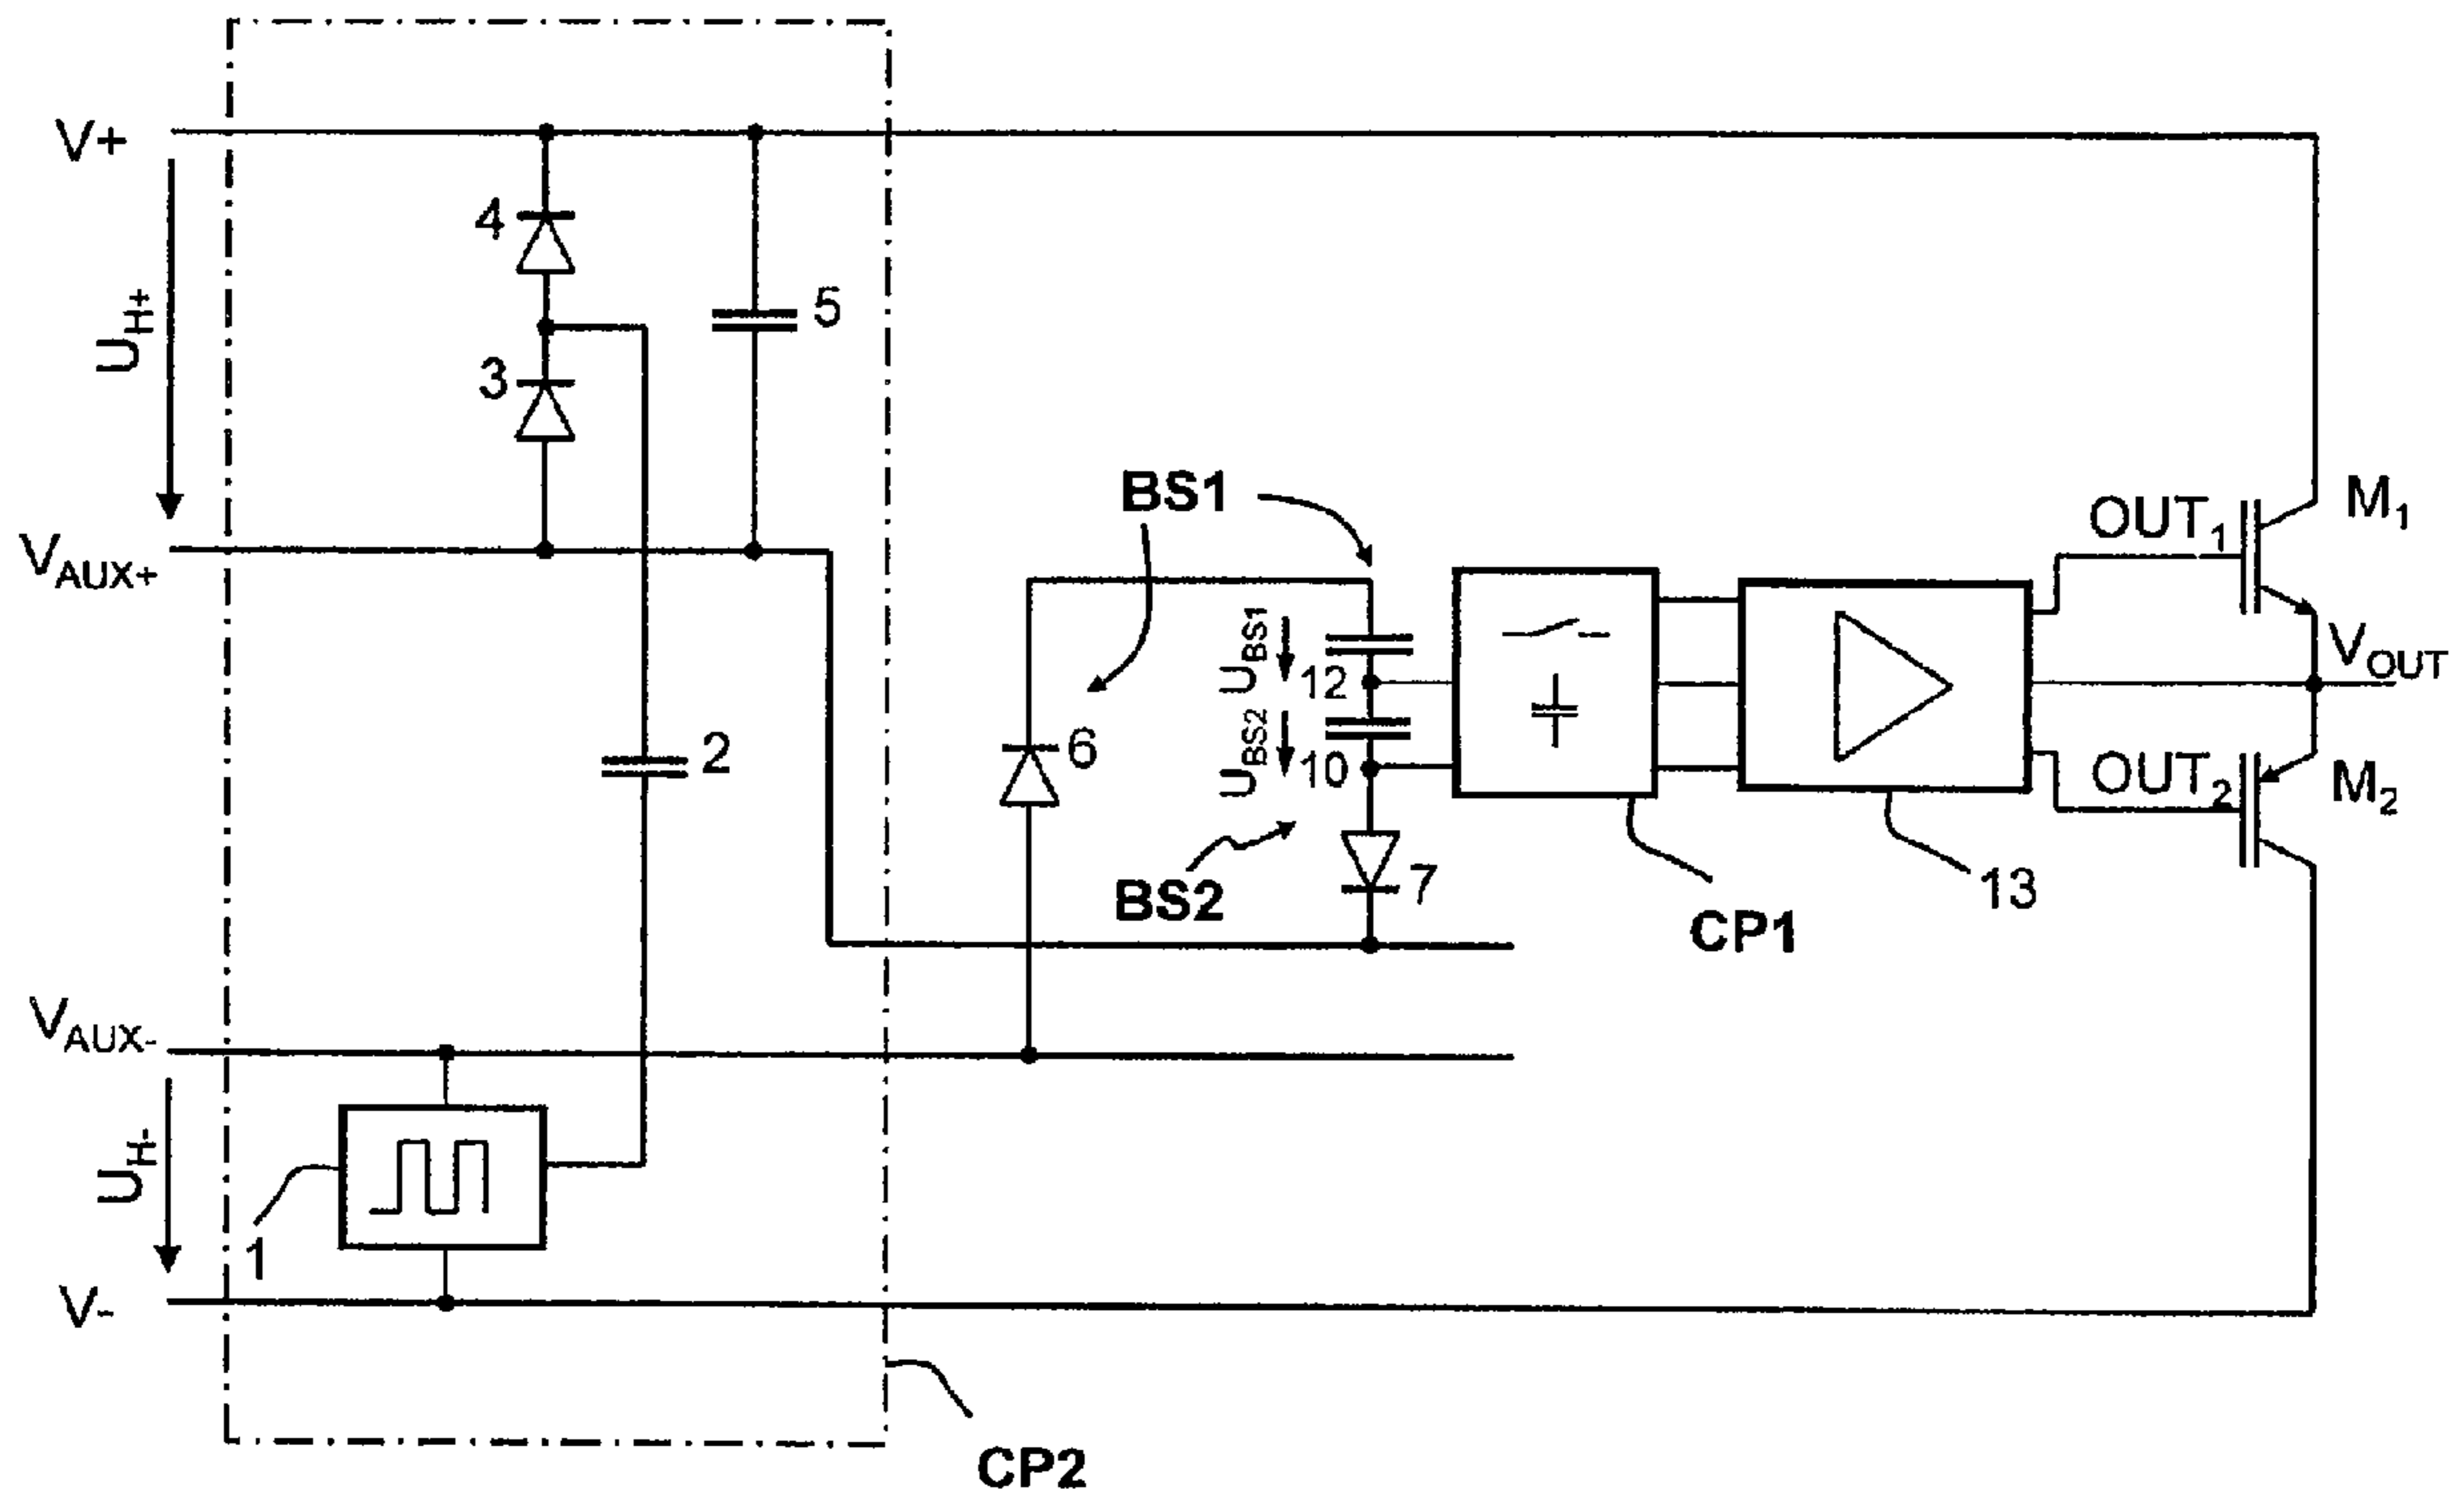 V+
4
5
U_H+
3
V_AUX+
BS1
M_1
OUT_1
U_BS1
12
V_OUT
6
2
U_BS2
10
OUT_2
M_2
7
BS2
13
CP1
V_AUX-
U_H-
1
V-
CP2